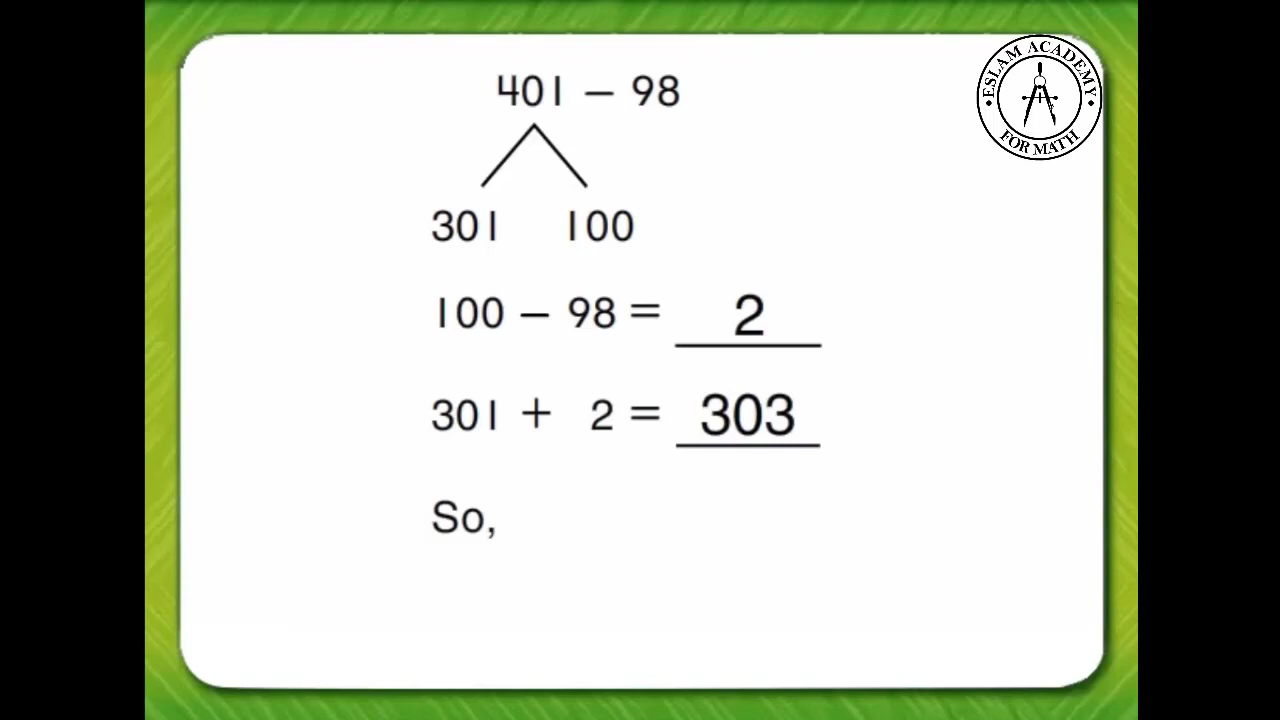 401 – 98
301 100
100 – 98 = 2
301 + 2 = 303
So,
ESLAM ACADEMY
FOR MATH